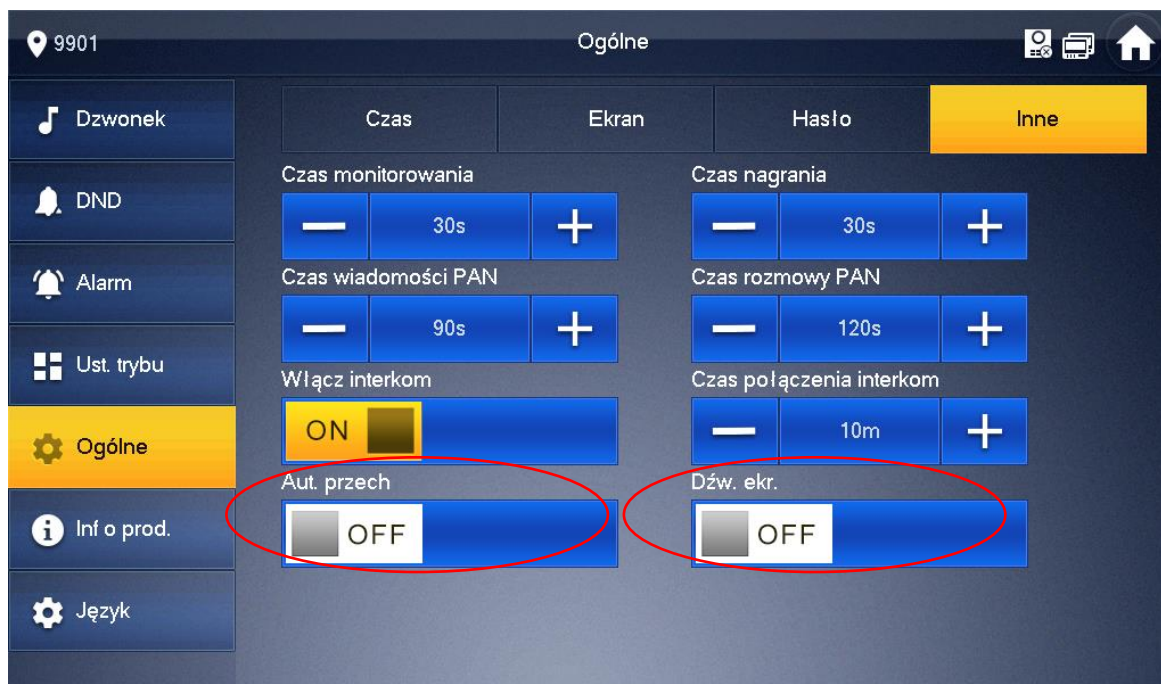 9901
Ogólne
Dzwonek
DND
Alarm
Ust. trybu
Ogólne
Inf o prod.
Język
Czas
Ekran
Hasło
Inne
Czas monitorowania
Czas nagrania
30s
30s
Czas wiadomości PAN
Czas rozmowy PAN
90s
120s
Włącz interkom
Czas połączenia interkom
ON
10m
Aut. przech
Dźw. ekr.
OFF
OFF